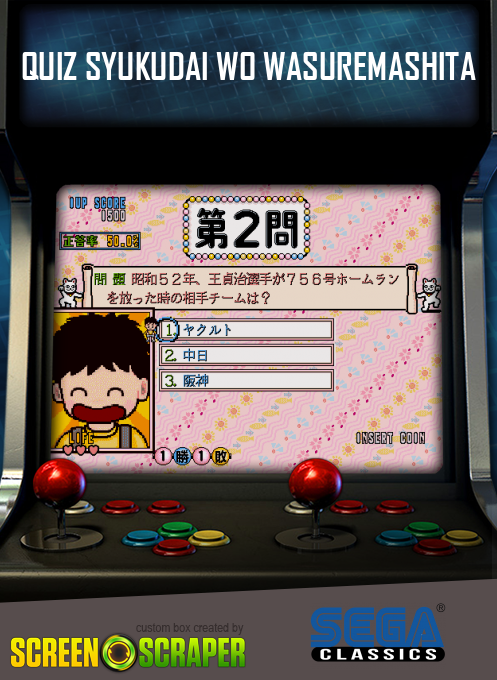 QUIZ SYUKUDAI WO WASUREMASHITA
1UP SCORE
1500
正答率 50.0%
第2問
問題 昭和52年、王貞治選手が756号ホームラン
を放った時の相手チームは？
1. ヤクルト
2. 中日
3. 阪神
LIFE
INSERT COIN
1勝1敗
custom box created by
SCREEN SCRAPER
SEGA®
CLASSICS